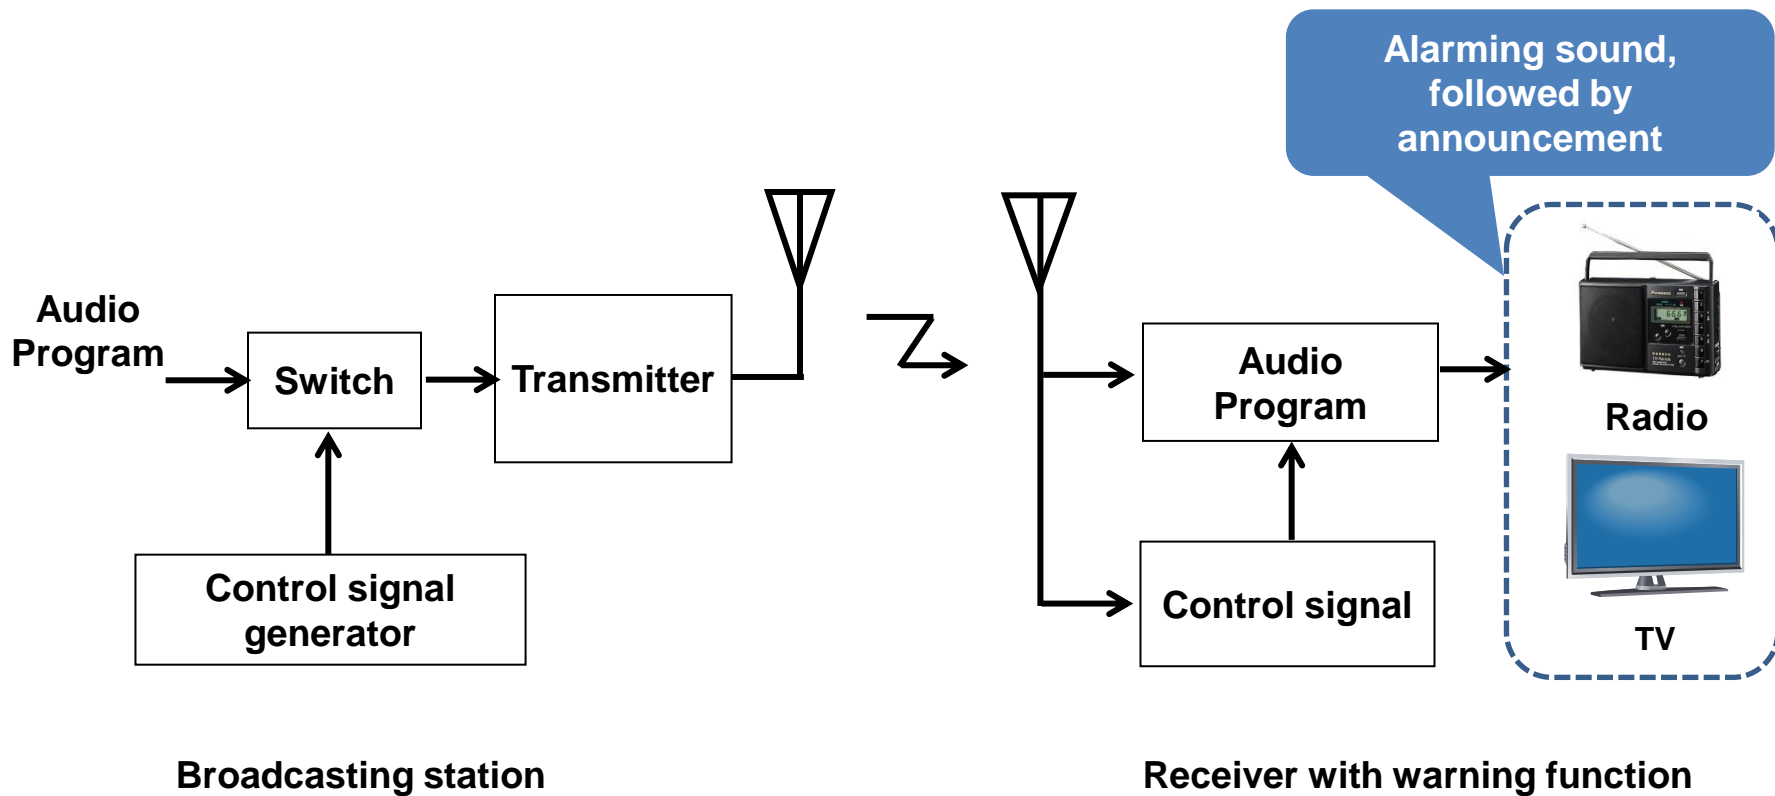 Alarming sound,
followed by
announcement
Audio
Program
Switch
Transmitter
Control signal
generator
Broadcasting station
Audio
Program
Control signal
Radio
TV
Receiver with warning function